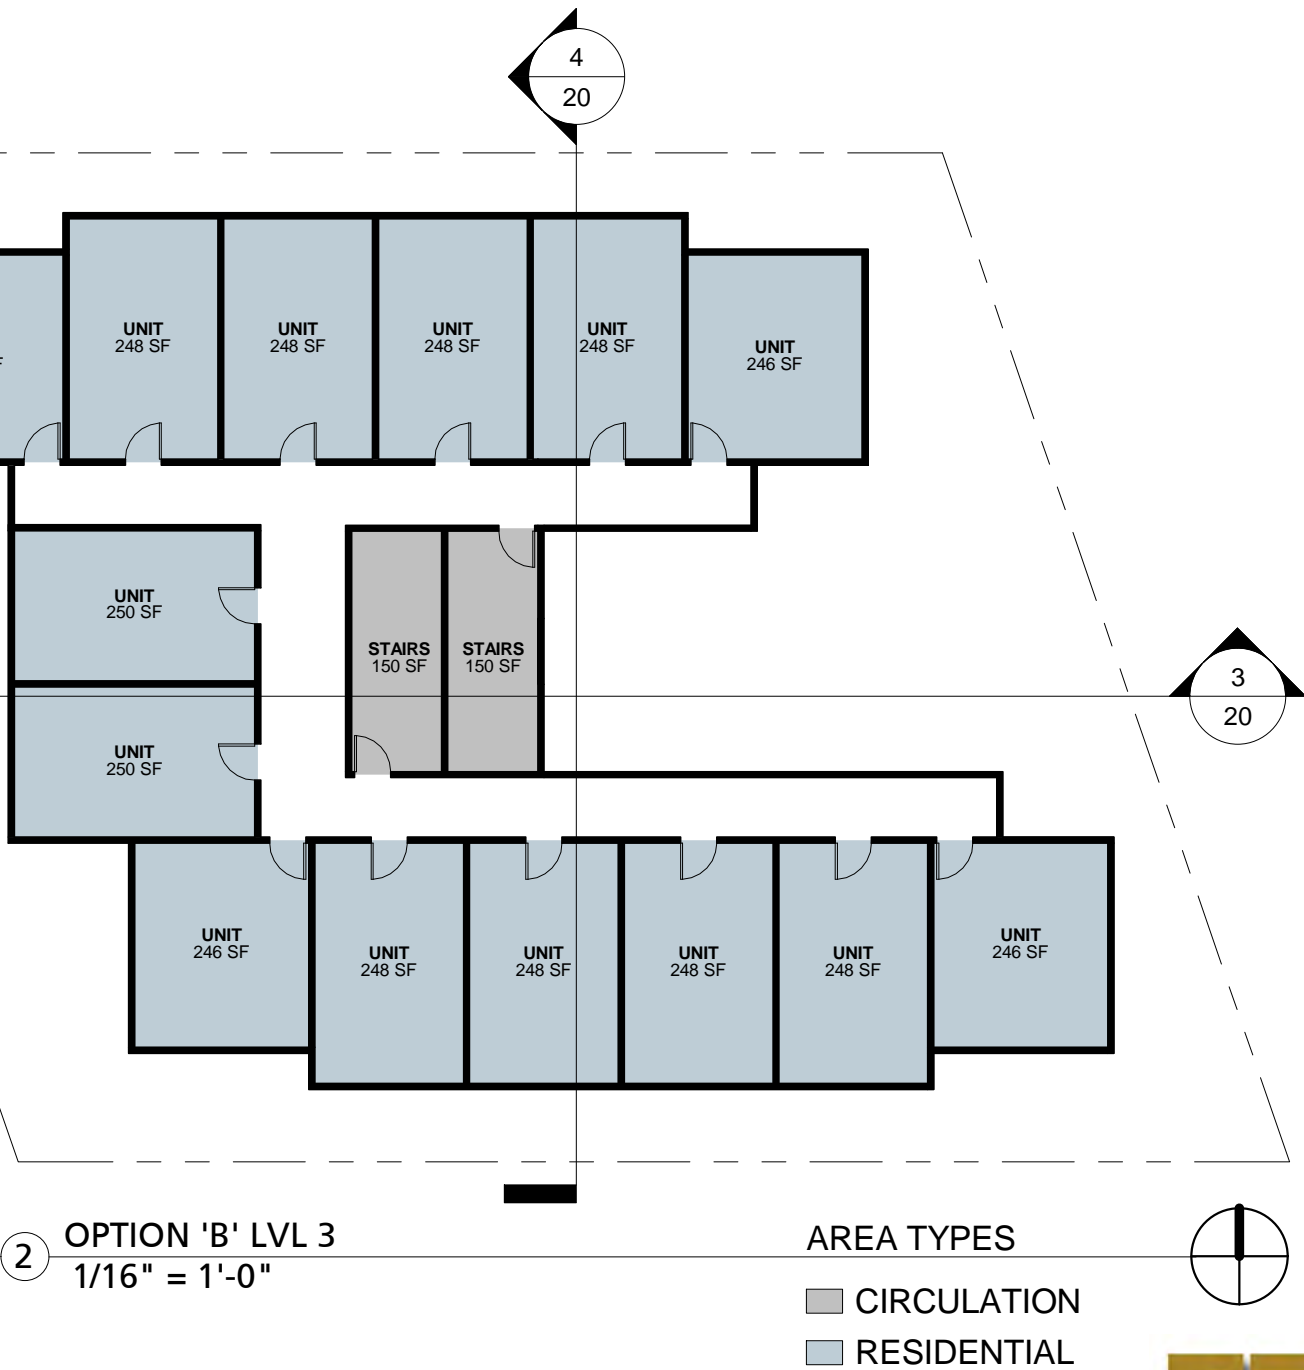 4
20
UNIT
248 SF
UNIT
248 SF
UNIT
248 SF
UNIT
248 SF
UNIT
246 SF
UNIT
250 SF
STAIRS
150 SF
STAIRS
150 SF
3
20
UNIT
250 SF
UNIT
246 SF
UNIT
248 SF
UNIT
248 SF
UNIT
248 SF
UNIT
248 SF
UNIT
246 SF
2
OPTION 'B' LVL 3
1/16" = 1'-0"
AREA TYPES
CIRCULATION
RESIDENTIAL